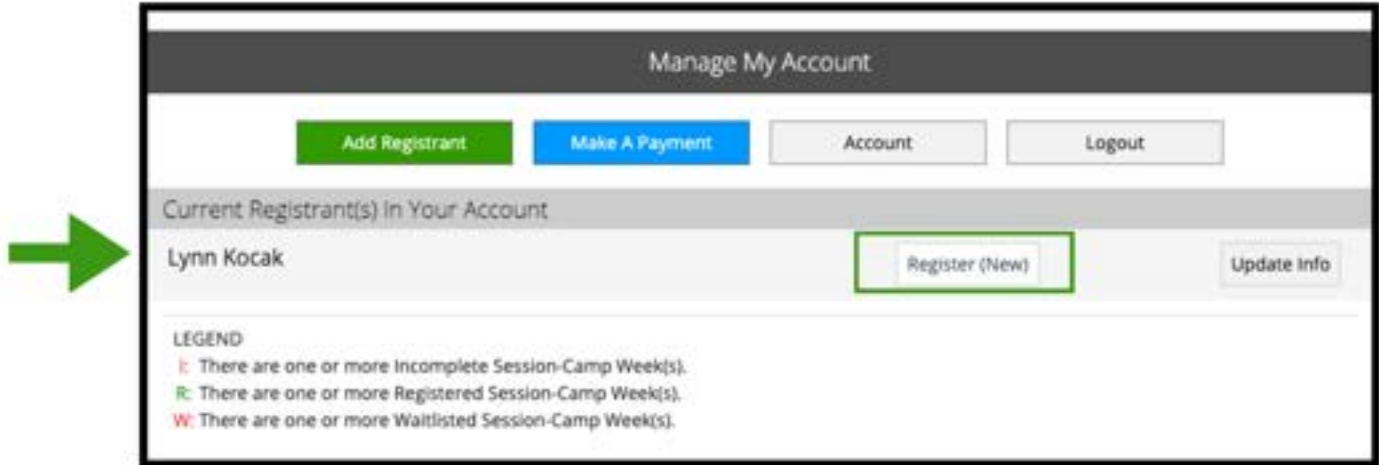 Manage My Account
Add Registrant Make A Payment Account Logout
Current Registrant(s) In Your Account
Lynn Kocak Register (New) Update Info
LEGEND
I: There are one or more Incomplete Session-Camp Week(s).
R: There are one or more Registered Session-Camp Week(s).
W: There are one or more Waitlisted Session-Camp Week(s).